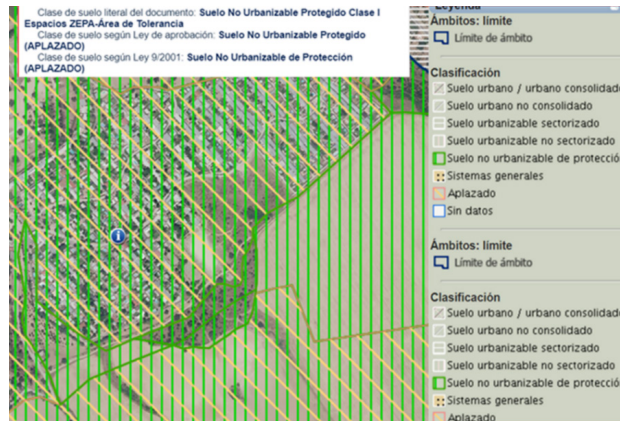 Clase de suelo literal del documento: Suelo No Urbanizable Protegido Clase I
Espacios ZEPA-Área de Tolerancia
Clase de suelo según Ley de aprobación: Suelo No Urbanizable Protegido
(APLAZADO)
Clase de suelo según Ley 9/2001: Suelo No Urbanizable de Protección
(APLAZADO)
Leyenda
Ámbitos: límite
Límite de ámbito
Clasificación
Suelo urbano / urbano consolidad
Suelo urbano no consolidado
Suelo urbanizable sectorizado
Suelo urbanizable no sectorizado
Suelo no urbanizable de protecció
Sistemas generales
Aplazado
Sin datos
Ámbitos: límite
Límite de ámbito
Clasificación
Suelo urbano / urbano consolidad
Suelo urbano no consolidado
Suelo urbanizable sectorizado
Suelo urbanizable no sectorizado
Suelo no urbanizable de protecció
Sistemas generales
Aplazado